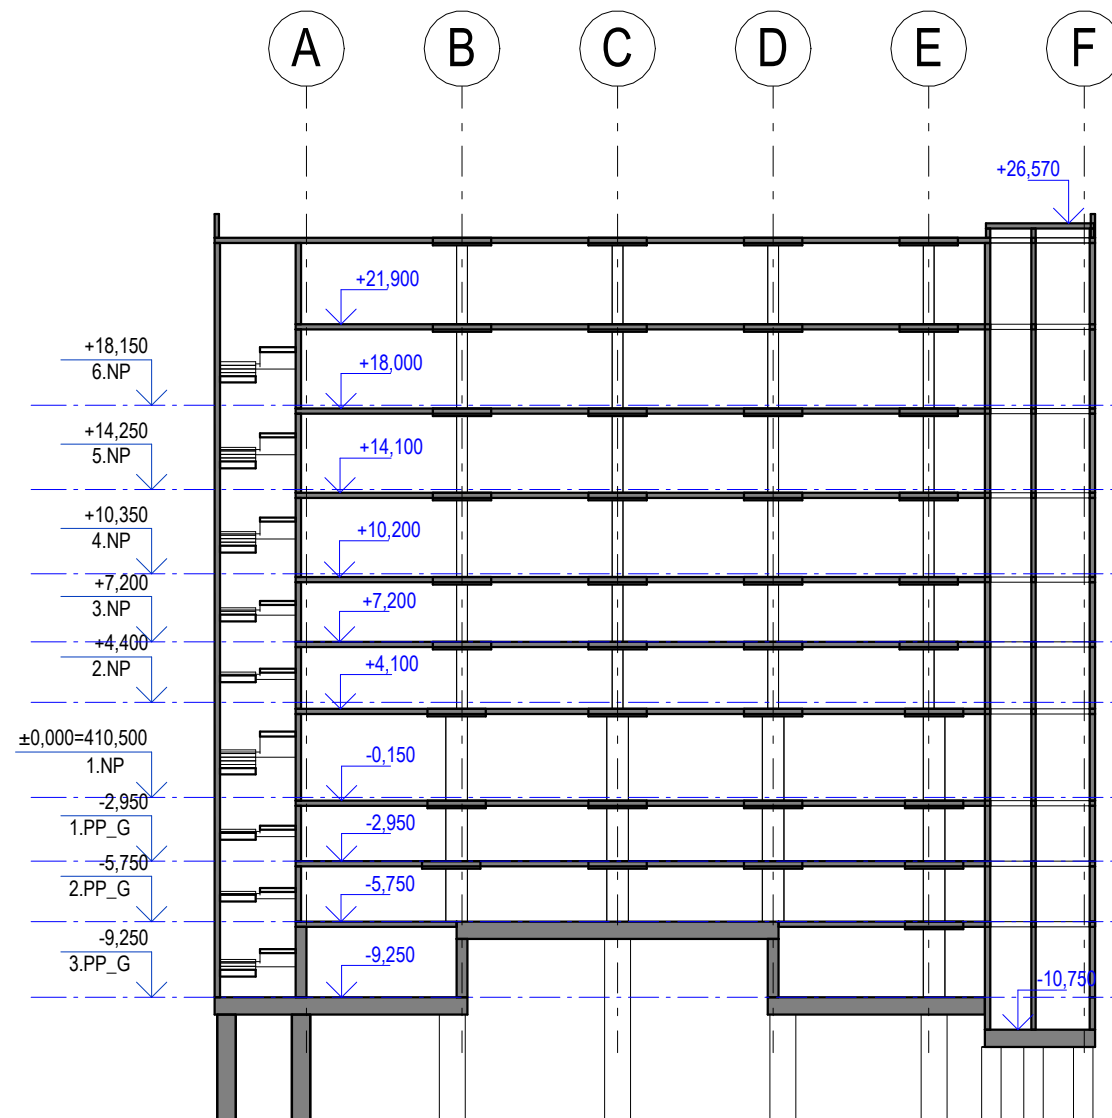 A B C D E F
+26,570
+21,900
+18,150
6.NP
+18,000
+14,250
5.NP
+14,100
+10,350
4.NP
+10,200
+7,200
3.NP
+7,200
+4,400
2.NP
+4,100
±0,000=410,500
1.NP
-0,150
-2,950
1.PP_G
-2,950
-5,750
2.PP_G
-5,750
-9,250
3.PP_G
-9,250
-10,750